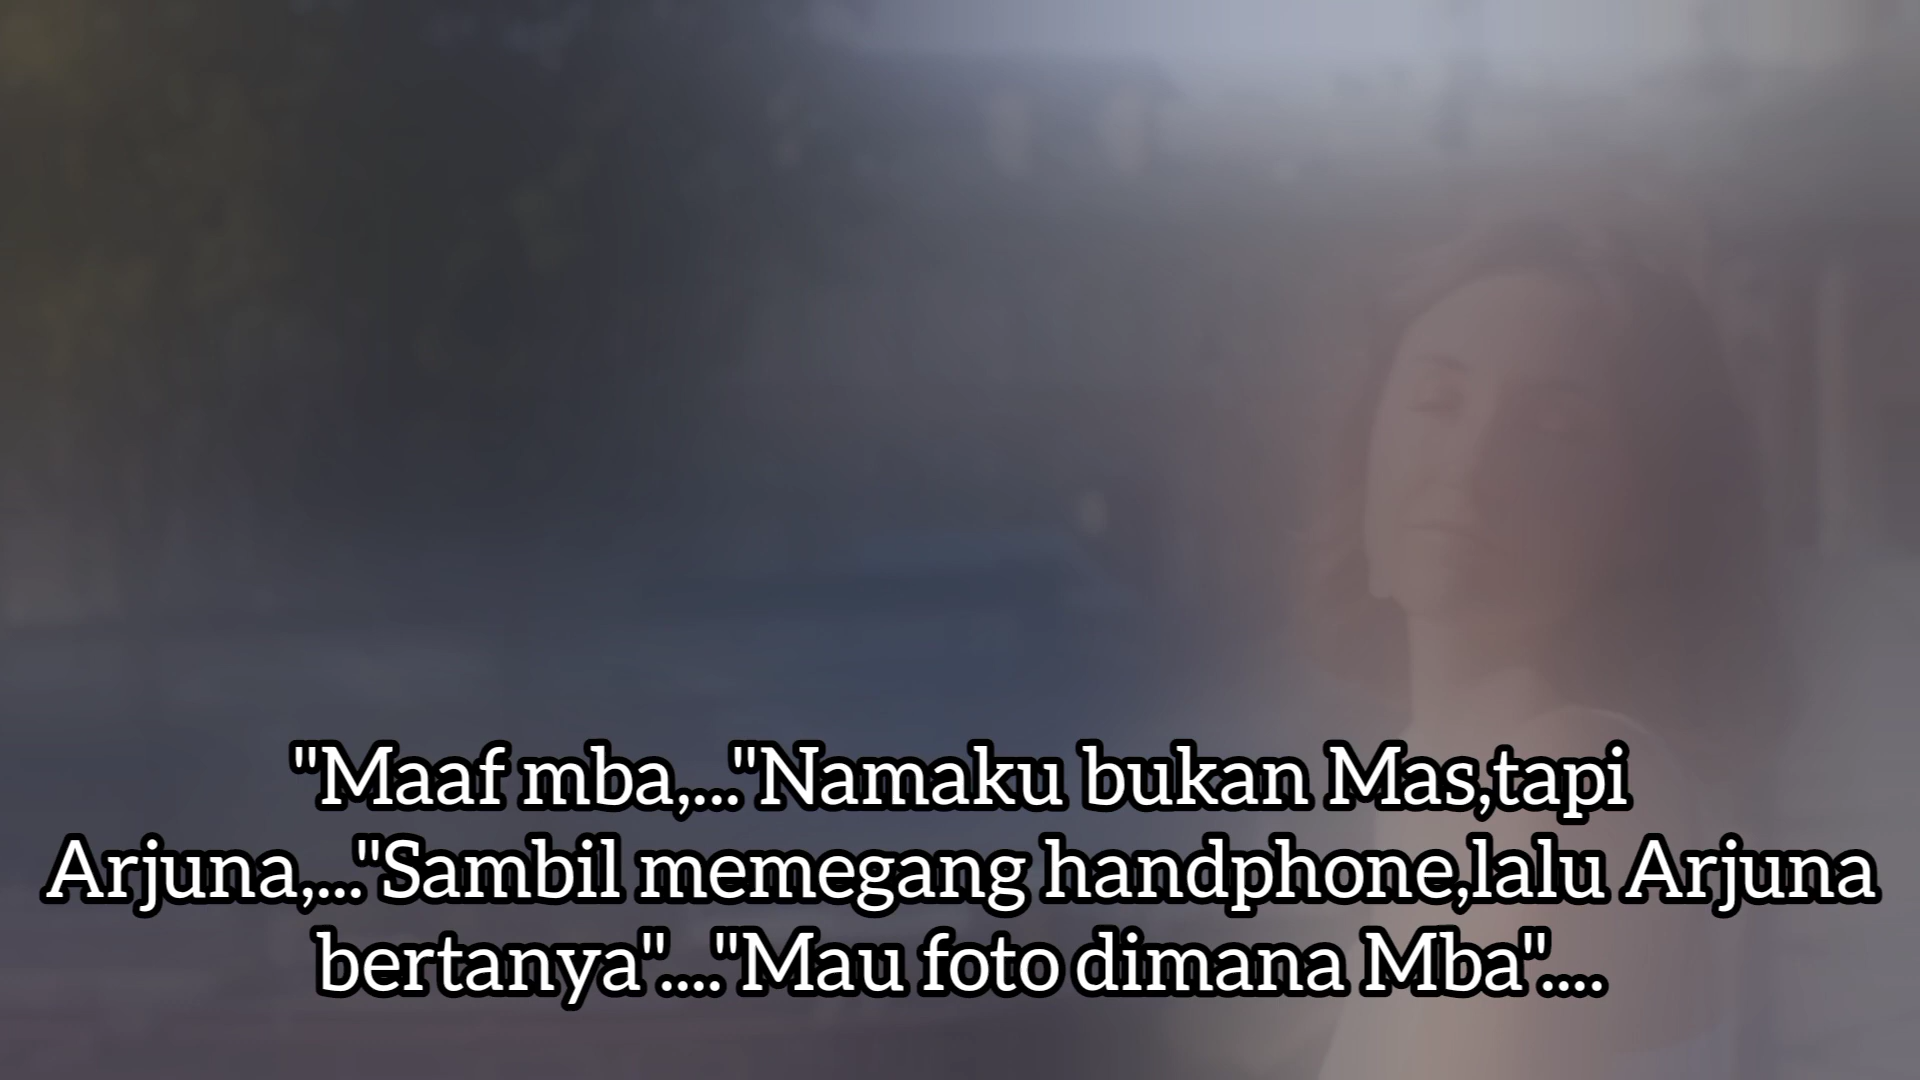 "Maaf mba,..."Namaku bukan Mas,tapi
Arjuna,..."Sambil memegang handphone,lalu Arjuna
bertanya"...."Mau foto dimana Mba"....